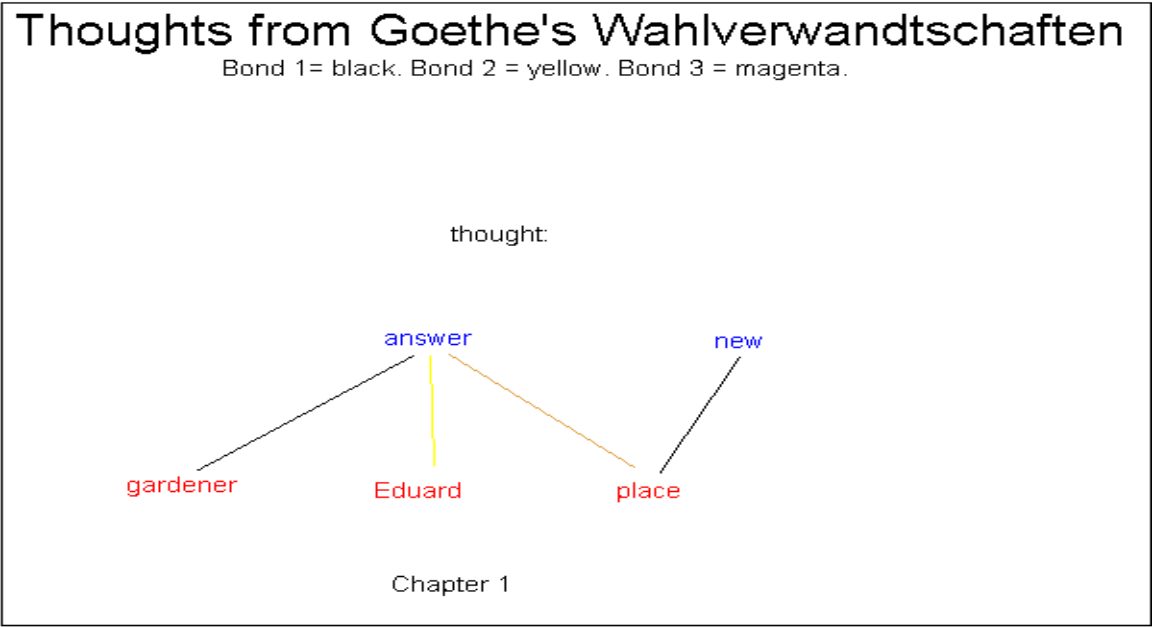 Thoughts from Goethe's Wahlverwandtschaften
Bond 1= black. Bond 2 = yellow. Bond 3 = magenta.
thought:
answer new
gardener Eduard place
Chapter 1